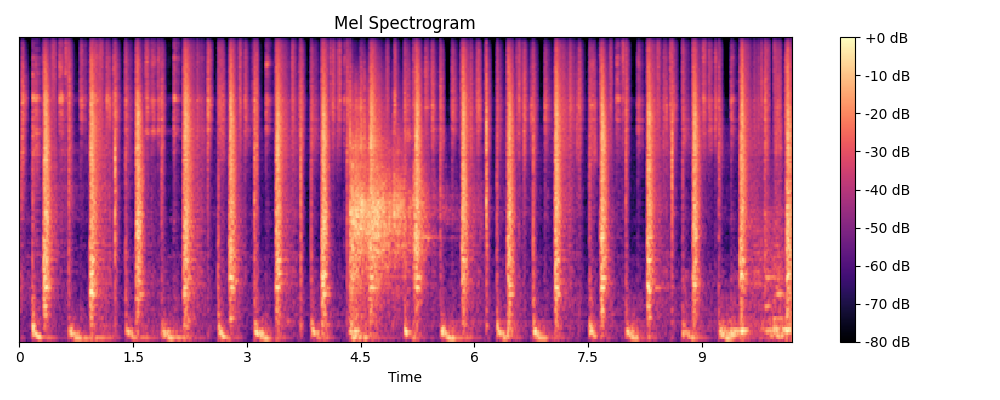 Mel Spectrogram
+0 dB
-10 dB
-20 dB
-30 dB
-40 dB
-50 dB
-60 dB
-70 dB
-80 dB
0 1.5 3 4.5 6 7.5 9
Time